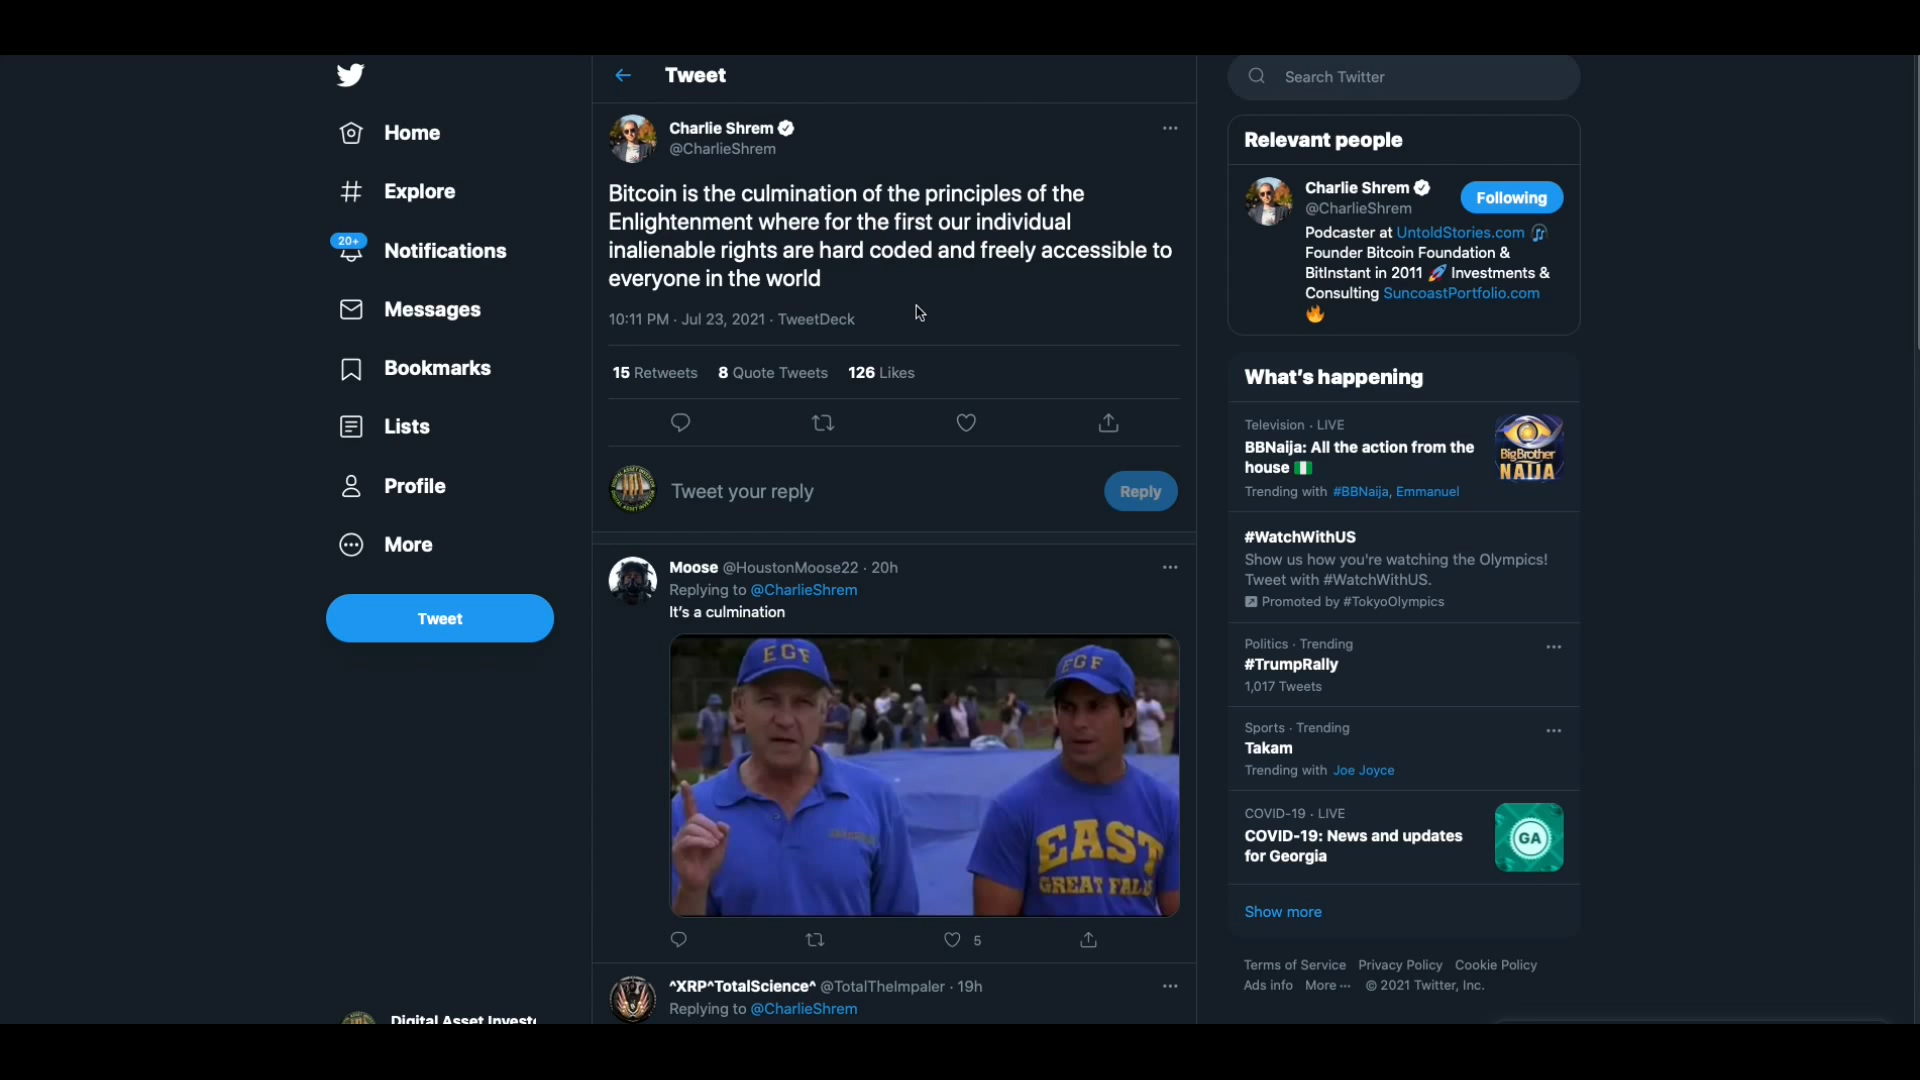 Home
Explore
20+
Notifications
Messages
Bookmarks
Lists
Profile
More
Tweet
Tweet
Charlie Shrem
@CharlieShrem
Bitcoin is the culmination of the principles of the
Enlightenment where for the first our individual
inalienable rights are hard coded and freely accessible to
everyone in the world
10:11 PM · Jul 23, 2021 · TweetDeck
15 Retweets 8 Quote Tweets 126 Likes
Tweet your reply
Reply
Moose @HoustonMoose22 · 20h
Replying to @CharlieShrem
It's a culmination
EGF
EGF
EAST
GREAT FALLS
5
^XRP^TotalScience^ @TotalTheImpaler · 19h
Replying to @CharlieShrem
Search Twitter
Relevant people
Charlie Shrem
@CharlieShrem
Following
Podcaster at UntoldStories.com 🎧
Founder Bitcoin Foundation &
BitInstant in 2011 🚀 Investments &
Consulting SuncoastPortfolio.com
🔥
What's happening
Television · LIVE
BBNaija: All the action from the
house 🇳🇬
Trending with #BBNaija, Emmanuel
BigBrother
NAIJA
#WatchWithUS
Show us how you're watching the Olympics!
Tweet with #WatchWithUS.
Promoted by #TokyoOlympics
Politics · Trending
#TrumpRally
1,017 Tweets
Sports · Trending
Takam
Trending with Joe Joyce
COVID-19 · LIVE
COVID-19: News and updates
for Georgia
GA
Show more
Terms of Service Privacy Policy Cookie Policy
Ads info More ··· © 2021 Twitter, Inc.
Digital Asset Investo